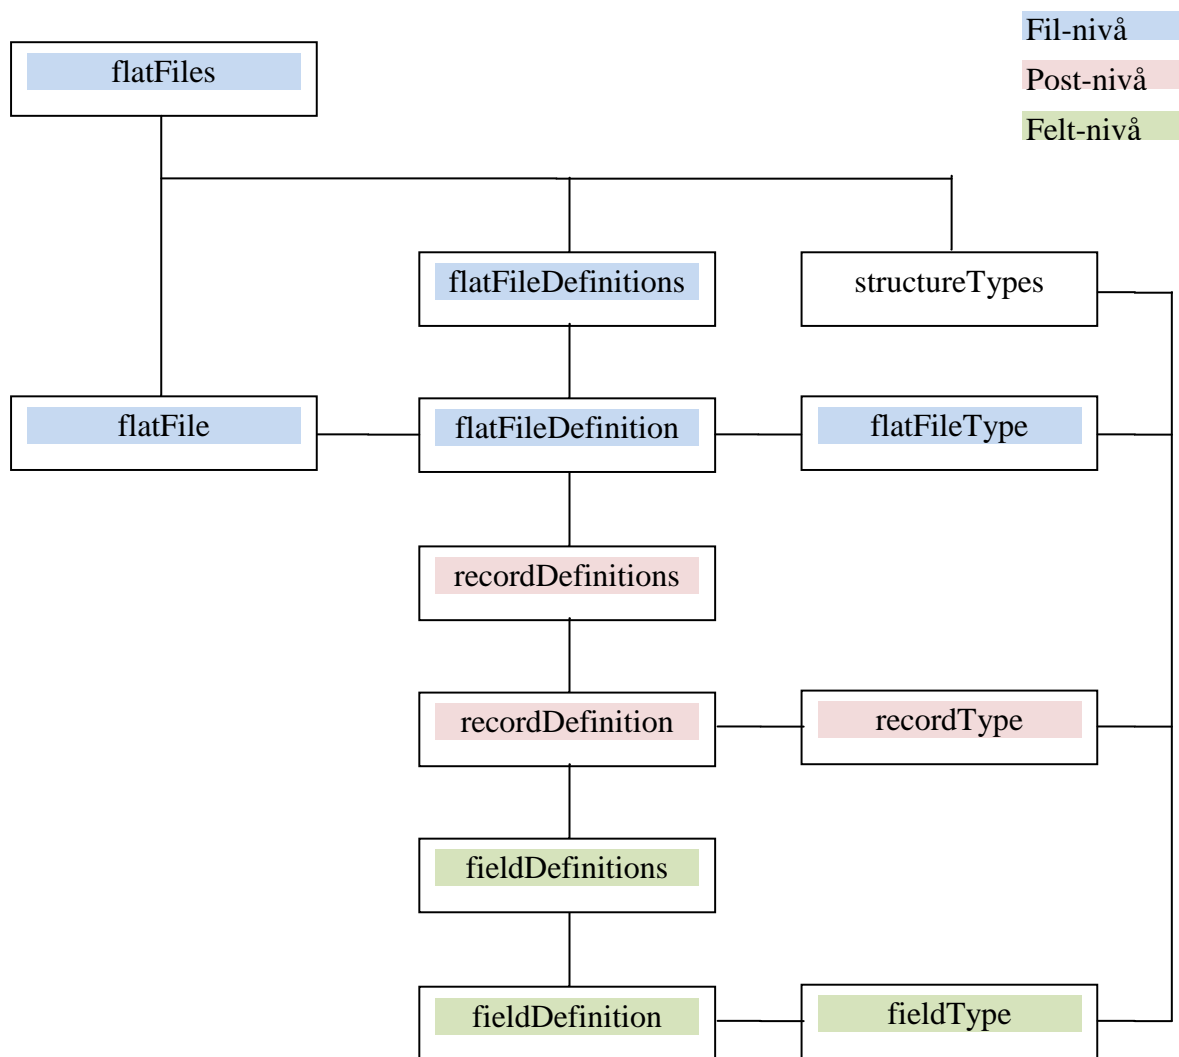 Fil-nivå
flatFiles
Post-nivå
Felt-nivå
flatFileDefinitions
structureTypes
flatFile
flatFileDefinition
flatFileType
recordDefinitions
recordDefinition
recordType
fieldDefinitions
fieldDefinition
fieldType